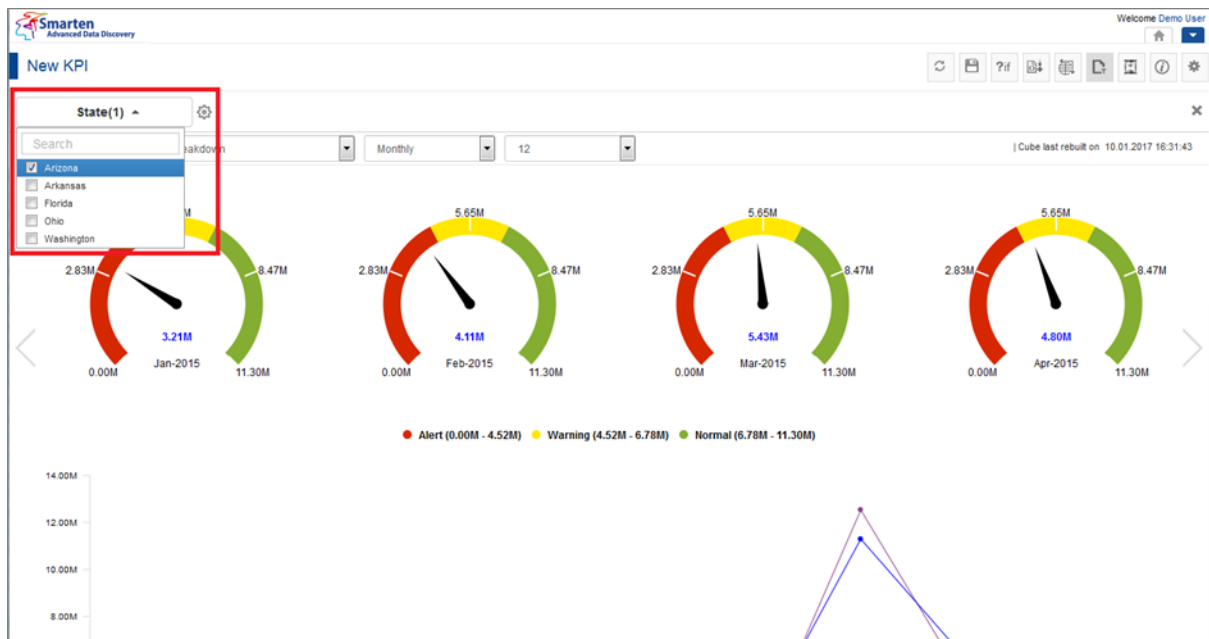 Smarten
Advanced Data Discovery
Welcome Demo User
New KPI
?if
State(1)
Search
Arizona
Arkansas
Florida
Ohio
Washington
Monthly
12
| Cube last rebuilt on 10.01.2017 16:31:43
5.65M
5.65M
5.65M
2.83M
8.47M
2.83M
8.47M
2.83M
8.47M
2.83M
8.47M
3.21M
4.11M
5.43M
4.80M
Jan-2015
Feb-2015
Mar-2015
Apr-2015
0.00M
11.30M
0.00M
11.30M
0.00M
11.30M
0.00M
11.30M
Alert (0.00M - 4.52M)
Warning (4.52M - 6.78M)
Normal (6.78M - 11.30M)
14.00M
12.00M
10.00M
8.00M